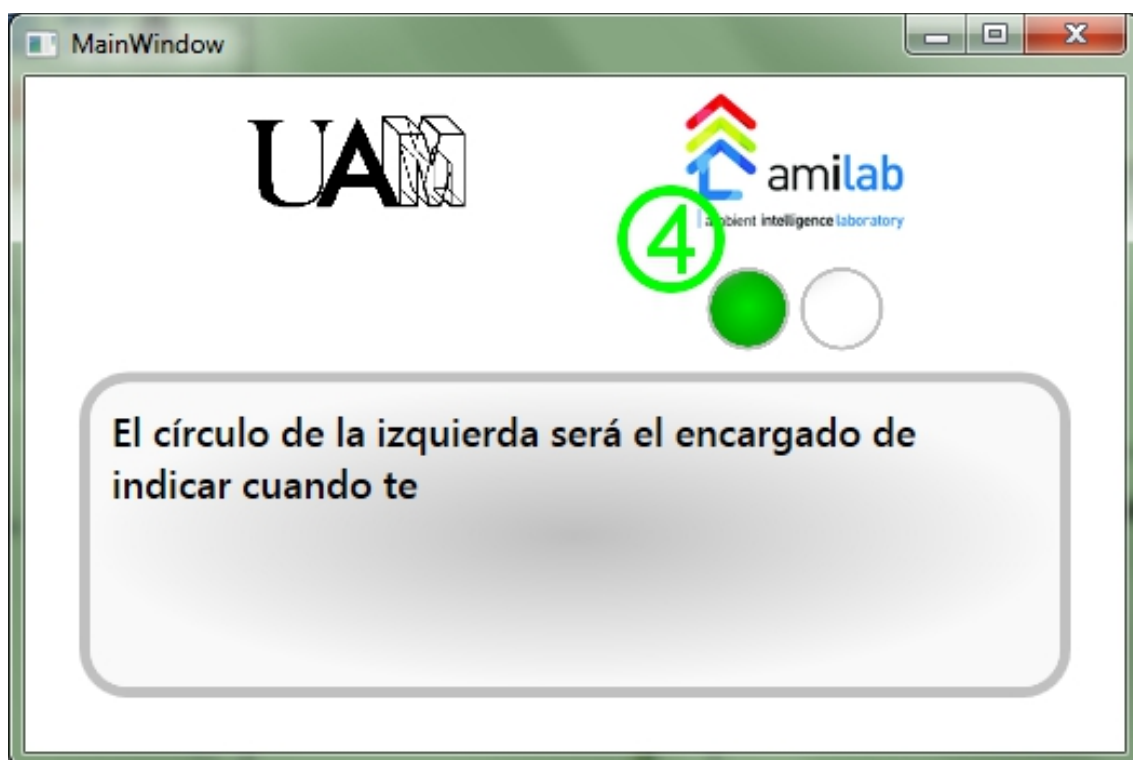 MainWindow
UAM
amilab
ambient intelligence laboratory
4
El círculo de la izquierda será el encargado de
indicar cuando te